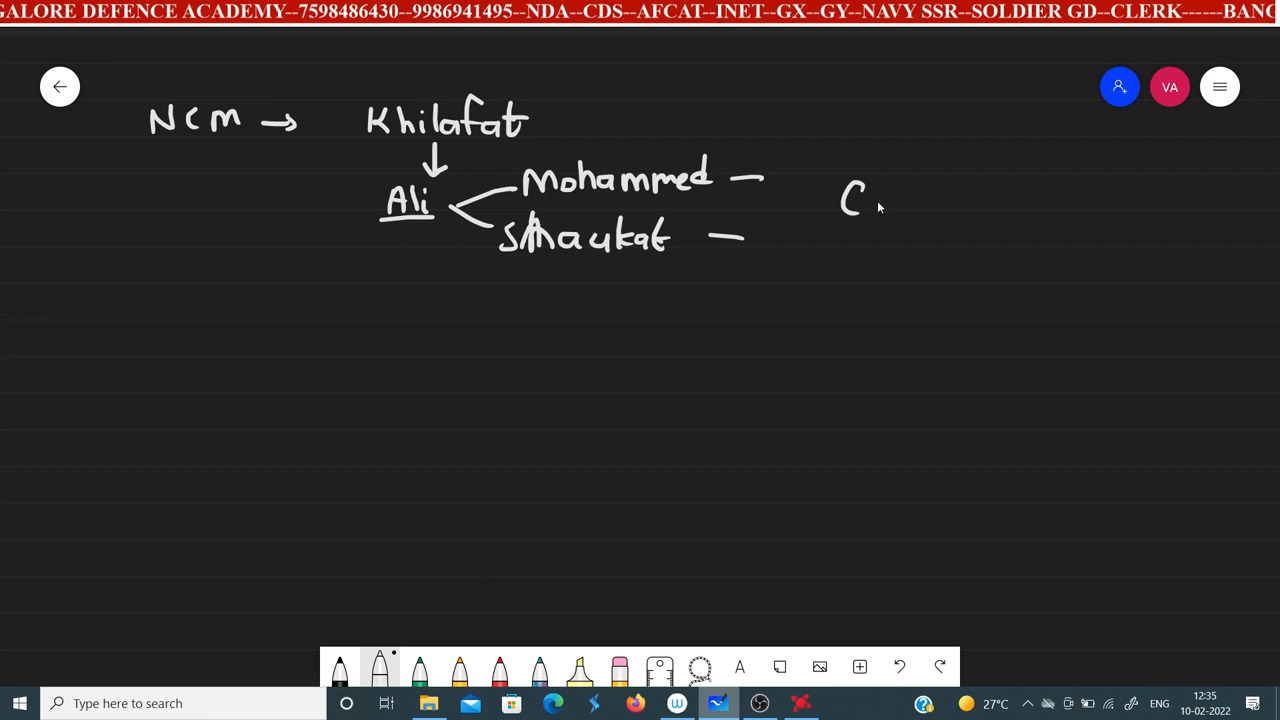 GALORE DEFENCE ACADEMY--7598486430--9986941495--NDA--CDS--AFCAT--INET--GX--GY--NAVY SSR--SOLDIER GD--CLERK------BANG
VA
NCM → Khilafat
↓
Ali
Mohammed —
Shaukat —
C
A
Type here to search
27°C
ENG
12:35
10-02-2022